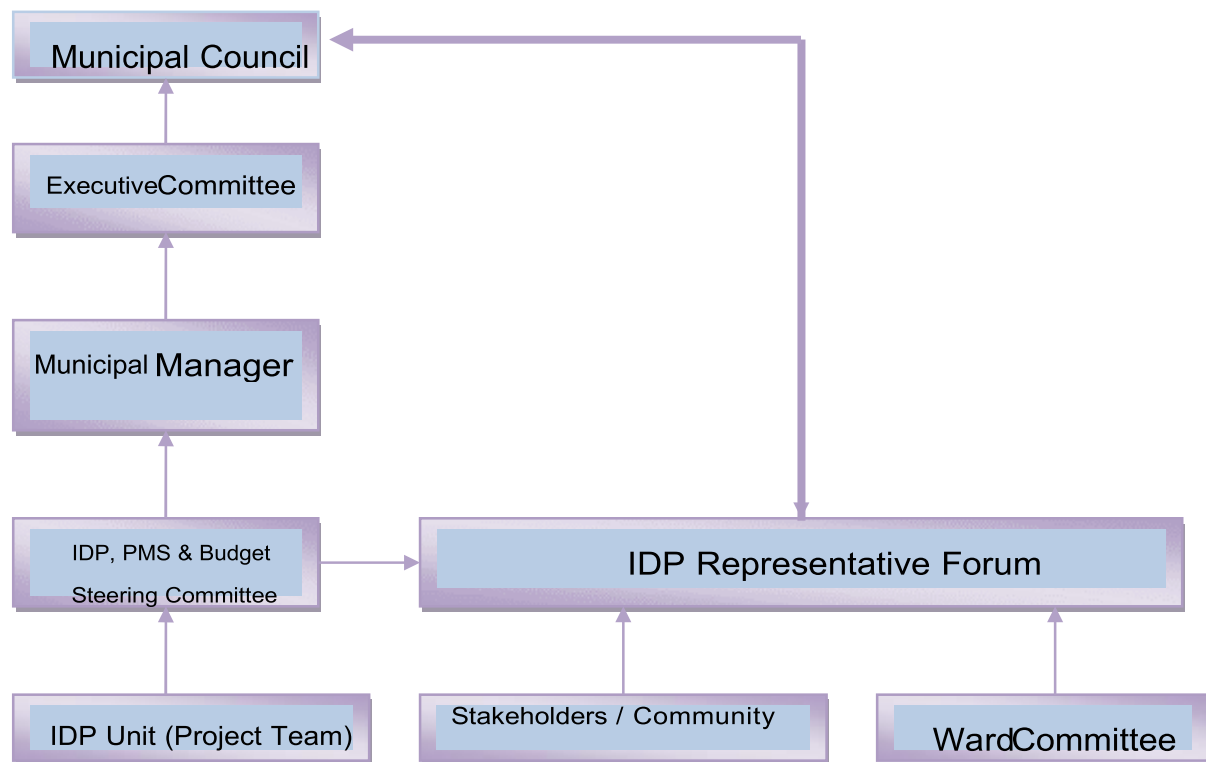 Municipal Council
ExecutiveCommittee
Municipal Manager
IDP, PMS & Budget
Steering Committee
IDP Representative Forum
IDP Unit (Project Team)
Stakeholders / Community
WardCommittee